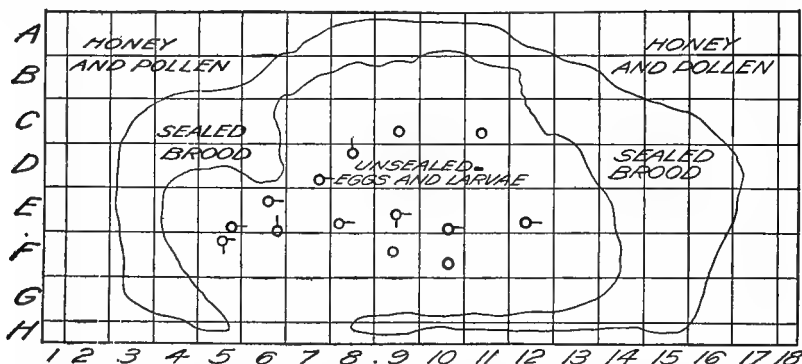 A
HONEY
AND POLLEN
HONEY
AND POLLEN
B
C
SEALED
BROOD
D
UNSEALED-
EGGS AND LARVAE
SEALED
BROOD
E
F
G
H
1 2 3 4 5 6 7 8 9 10 11 12 13 14 15 16 17 18